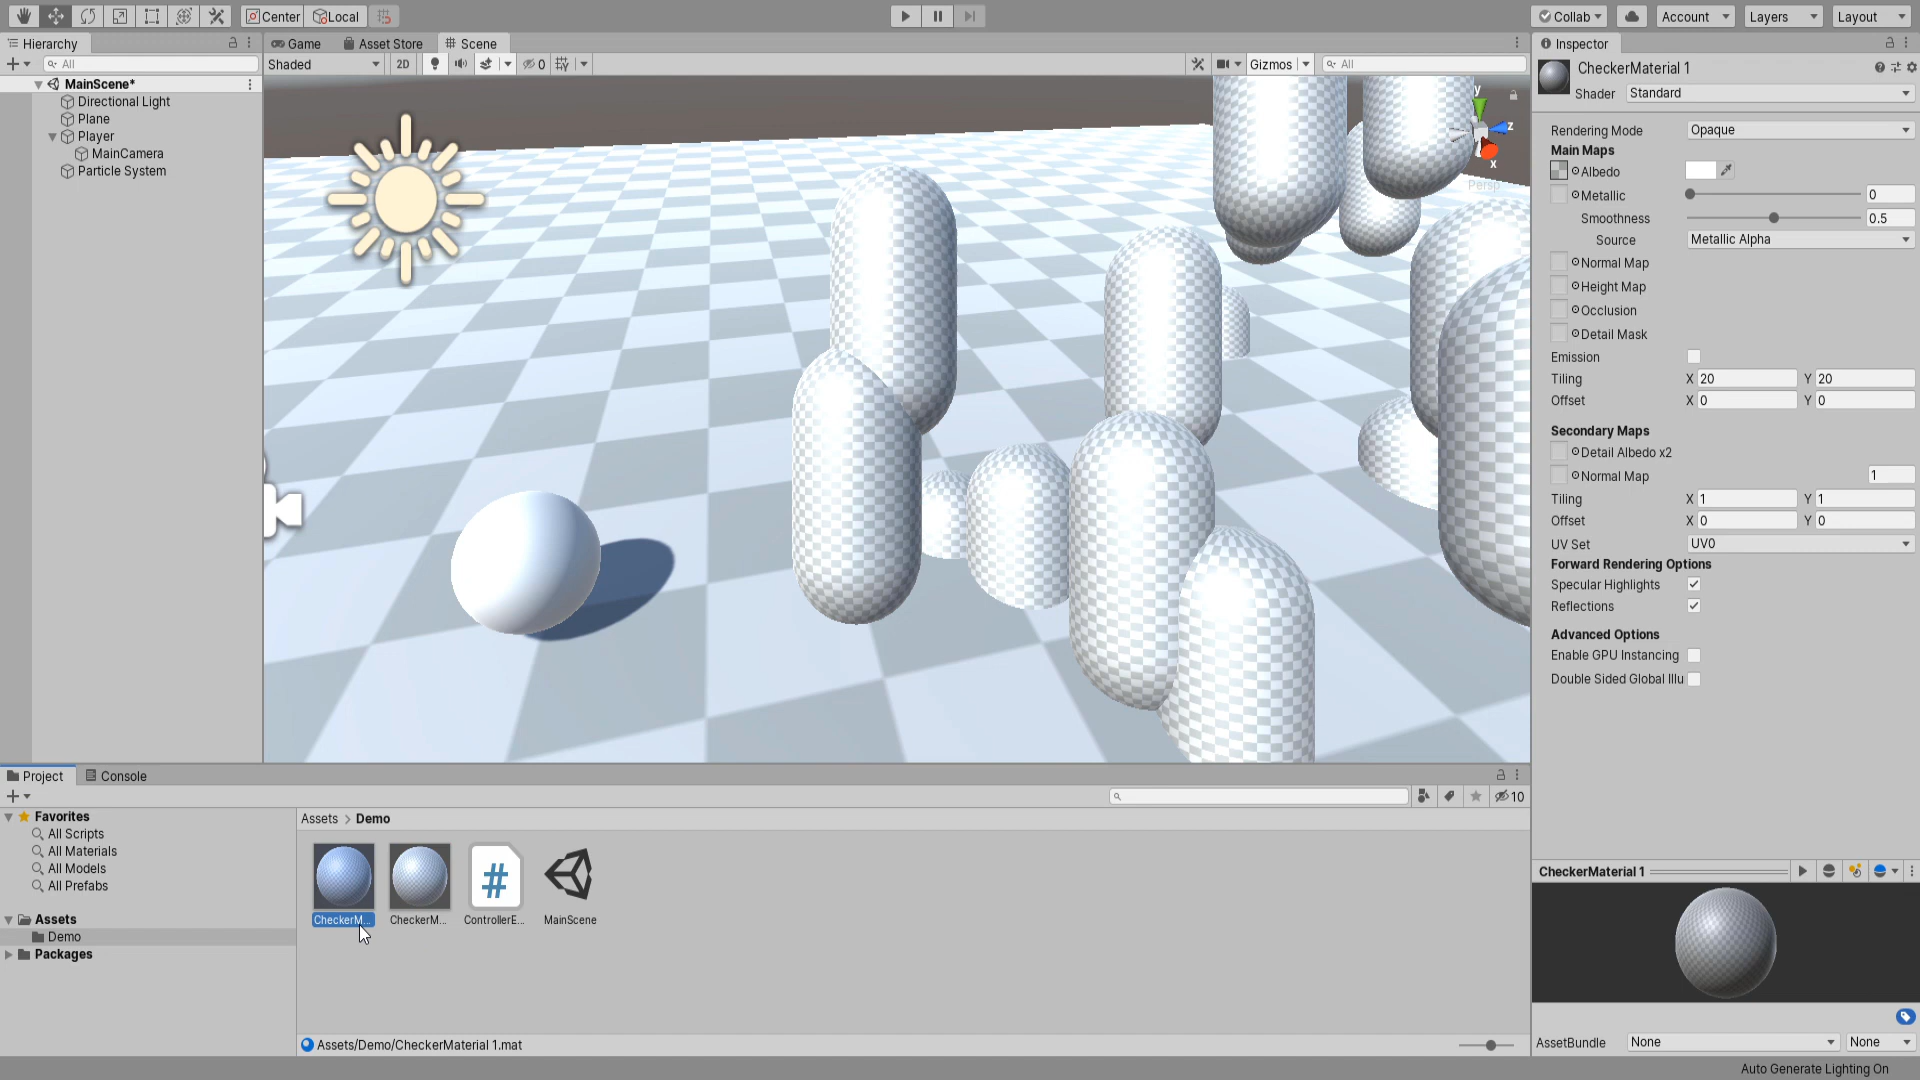 Center
Local
Collab
Account
Layers
Layout
Hierarchy
All
MainScene*
Directional Light
Plane
Player
MainCamera
Particle System
Game
Asset Store
Scene
Shaded
2D
0
Gizmos
All
y
z
x
Persp
Inspector
CheckerMaterial 1
Shader
Standard
Rendering Mode
Opaque
Main Maps
Albedo
Metallic
0
Smoothness
0.5
Source
Metallic Alpha
Normal Map
Height Map
Occlusion
Detail Mask
Emission
Tiling X 20 Y 20
Offset X 0 Y 0
Secondary Maps
Detail Albedo x2
Normal Map
1
Tiling X 1 Y 1
Offset X 0 Y 0
UV Set
UV0
Forward Rendering Options
Specular Highlights
Reflections
Advanced Options
Enable GPU Instancing
Double Sided Global Illu
Project
Console
10
Favorites
All Scripts
All Materials
All Models
All Prefabs
Assets
Demo
Packages
Assets > Demo
CheckerM...
CheckerM...
#
ControllerE...
MainScene
Assets/Demo/CheckerMaterial 1.mat
CheckerMaterial 1
AssetBundle
None
None
Auto Generate Lighting On